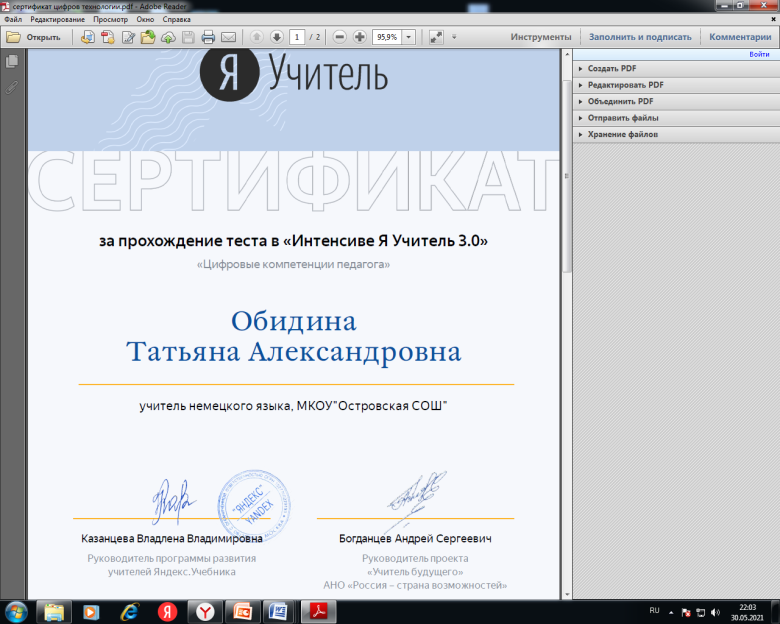 сертификат цифров технологии.pdf - Adobe Reader
Файл Редактирование Просмотр Окно Справка
Открыть 1 / 2 95,9% Инструменты Заполнить и подписать Комментарии
Войти
Создать PDF
Редактировать PDF
Объединить PDF
Отправить файлы
Хранение файлов
Я Учитель
СЕРТИФИКАТ
за прохождение теста в «Интенсиве Я Учитель 3.0»
«Цифровые компетенции педагога»
Обидина
Татьяна Александровна
учитель немецкого языка, МКОУ"Островская СОШ"
"ЯНДЕКС"
YANDEX
Казанцева Владлена Владимировна
Руководитель программы развития
учителей Яндекс.Учебника
Богданцев Андрей Сергеевич
Руководитель проекта
«Учитель будущего»
АНО «Россия – страна возможностей»
RU
22:03
30.05.2021